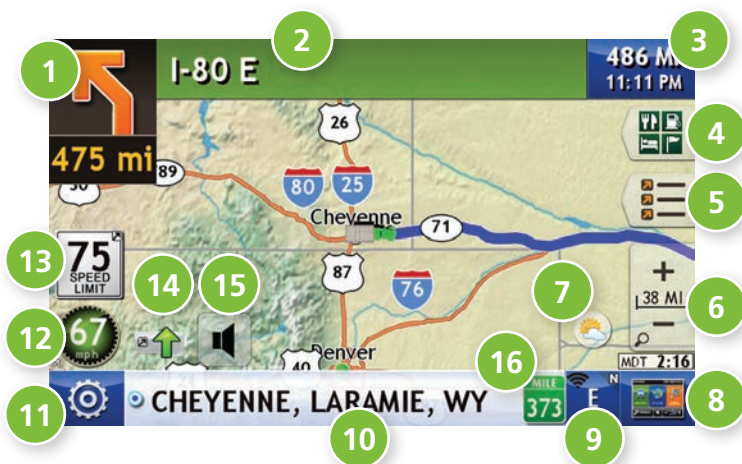 1
2
3
I-80 E
486 MI
11:11 PM
475 mi
4
26
89
80
25
5
Cheyenne
71
13
75
SPEED
LIMIT
14
15
87
76
7
+
38 MI
-
6
12
67
mph
Denver
40
16
MDT 2:16
11
CHEYENNE, LARAMIE, WY
MILE
373
E
N
8
10
9